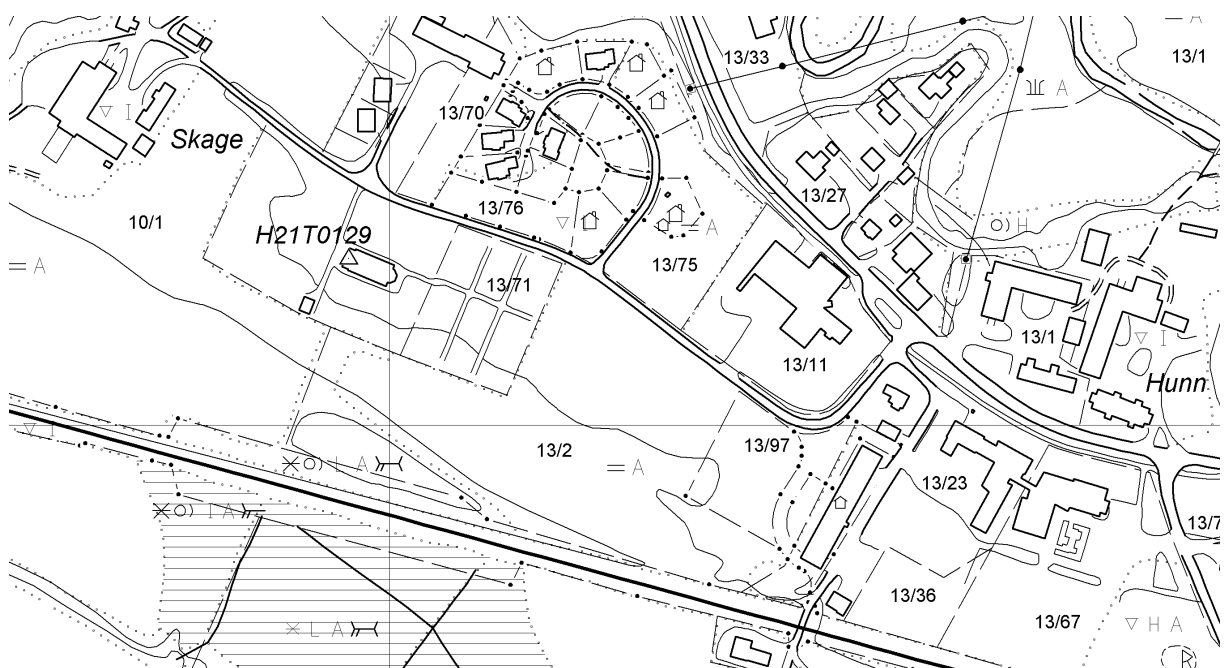 A
13/33
13/1
I
13/70
A
Skage
13/27
13/76
10/1
H
H21T0129
A
A
13/75
13/71
13/1
I
13/11
Hunn
I
13/2
13/97
A
L A
13/23
I A
13/7
13/36
L A
13/67
H A
R